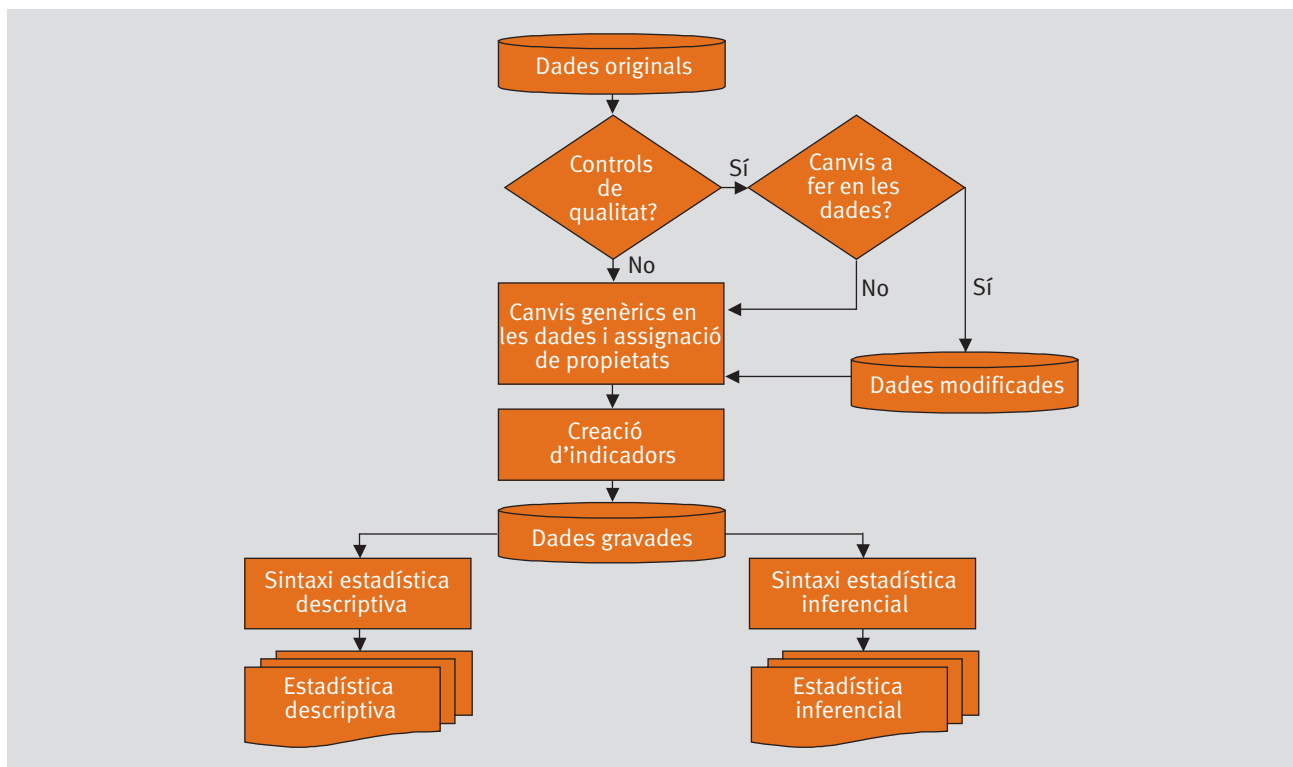 Dades originals
Controls
de
qualitat?
Sí
Canvis a
fer en les
dades?
No
No
Sí
Canvis genèrics en
les dades i assignació
de propietats
Dades modificades
Creació
d'indicadors
Dades gravades
Sintaxi estadística
descriptiva
Sintaxi estadística
inferencial
Estadística
descriptiva
Estadística
inferencial